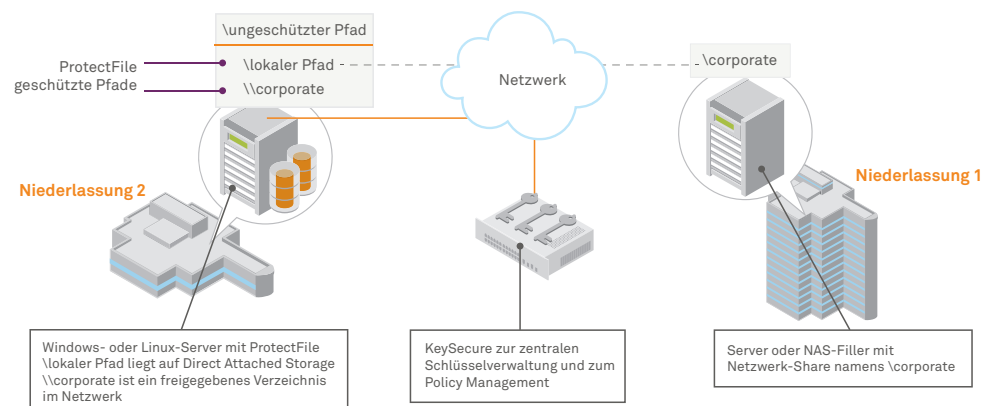 \ungeschützter Pfad
ProtectFile
geschützte Pfade
\lokaler Pfad
\\corporate
Netzwerk
\corporate
Niederlassung 2
Niederlassung 1
Windows- oder Linux-Server mit ProtectFile
\lokaler Pfad liegt auf Direct Attached Storage
\\corporate ist ein freigegebenes Verzeichnis
im Netzwerk
KeySecure zur zentralen
Schlüsselverwaltung und zum
Policy Management
Server oder NAS-Filler mit
Netzwerk-Share namens \corporate